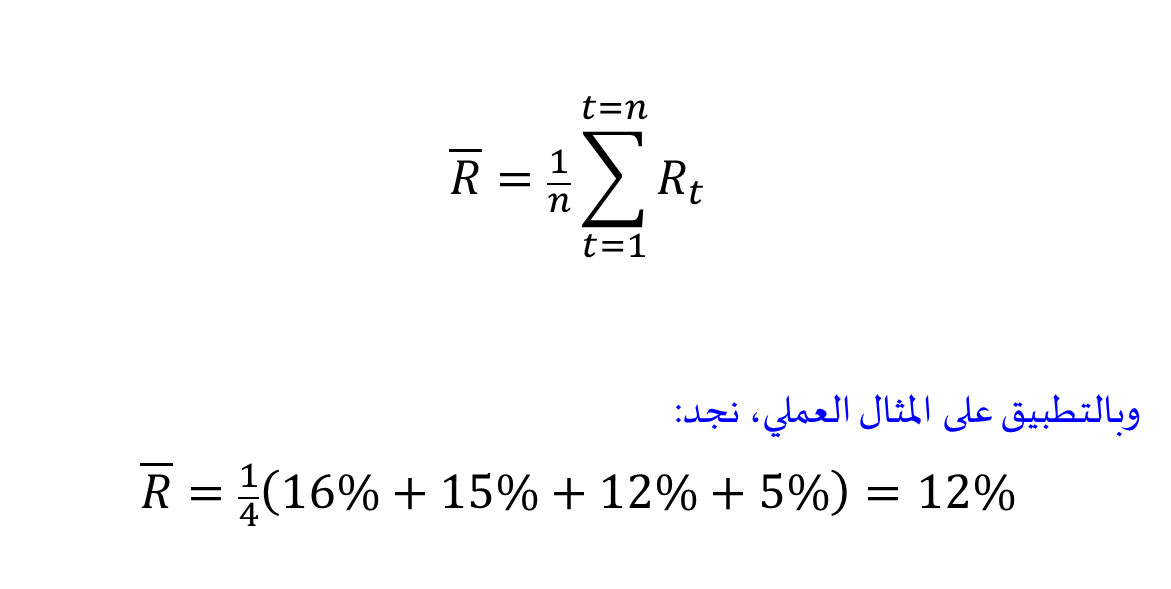 R̅ = 1/n ∑_{t=1}^{t=n} R_t
وبالتطبيق على المثال العملي، نجد:
R̅ = 1/4(16% + 15% + 12% + 5%) = 12%